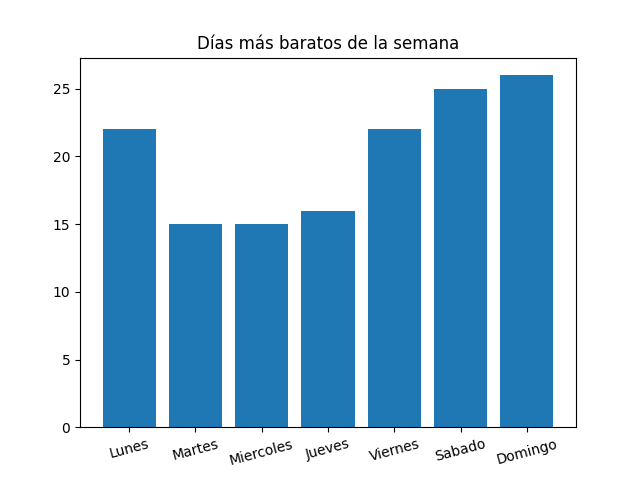 Días más baratos de la semana
25
20
15
10
5
0
Lunes
Martes
Miercoles
Jueves
Viernes
Sabado
Domingo